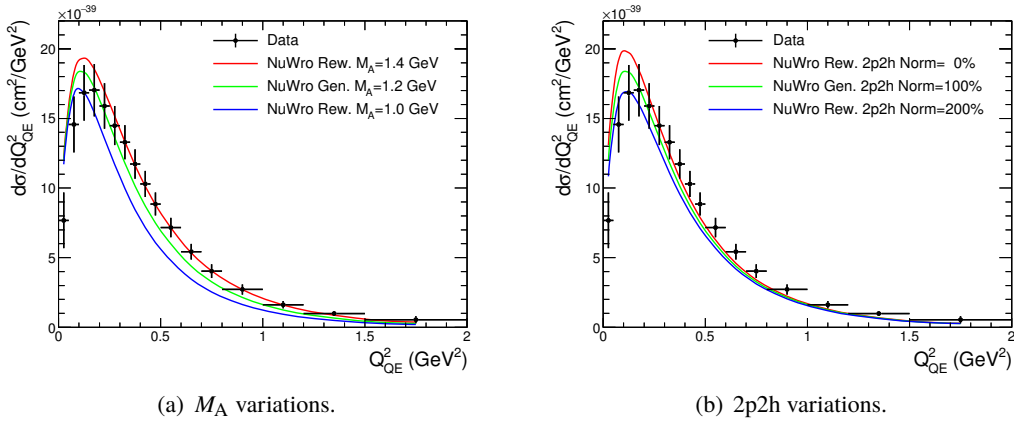 ×10⁻³⁹
20
15
10
5
0
dσ/dQ²_QE (cm²/GeV²)
Data
NuWro Rew. M_A=1.4 GeV
NuWro Gen. M_A=1.2 GeV
NuWro Rew. M_A=1.0 GeV
0 0.5 1 1.5 2
Q²_QE (GeV²)
(a) M_A variations.
×10⁻³⁹
20
15
10
5
0
dσ/dQ²_QE (cm²/GeV²)
Data
NuWro Rew. 2p2h Norm= 0%
NuWro Gen. 2p2h Norm=100%
NuWro Rew. 2p2h Norm=200%
0 0.5 1 1.5 2
Q²_QE (GeV²)
(b) 2p2h variations.